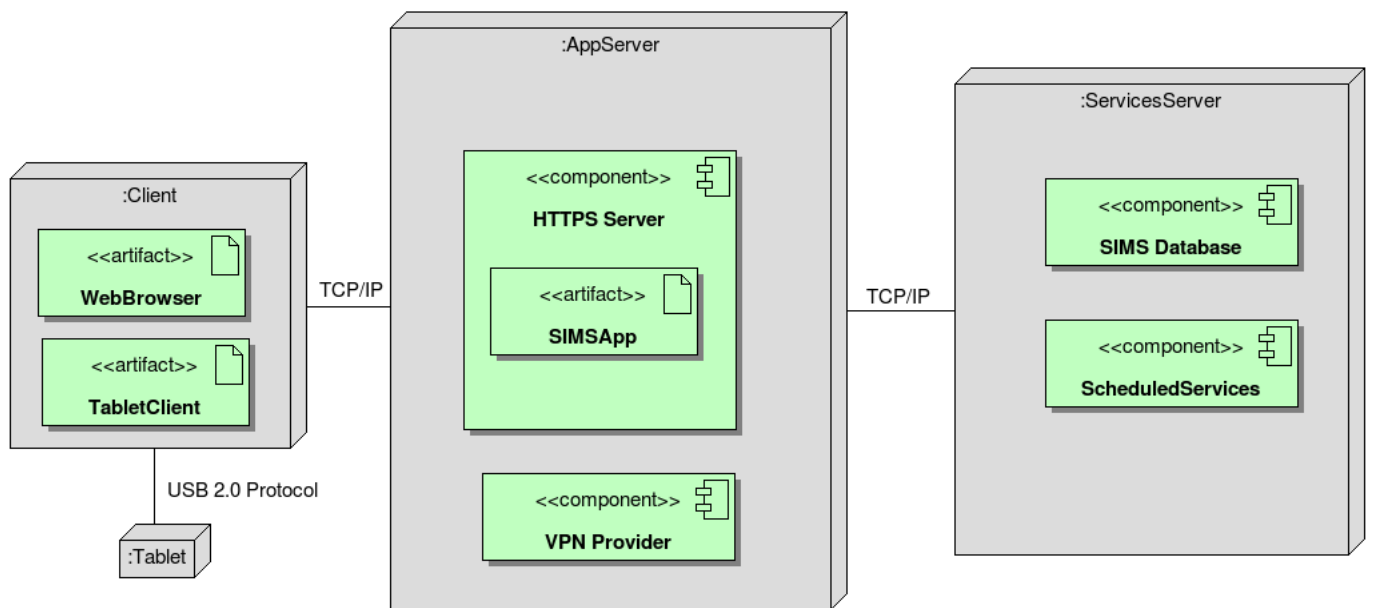 :Client
<<artifact>>
WebBrowser
<<artifact>>
TabletClient
USB 2.0 Protocol
:Tablet
TCP/IP
:AppServer
<<component>>
HTTPS Server
<<artifact>>
SIMSApp
<<component>>
VPN Provider
TCP/IP
:ServicesServer
<<component>>
SIMS Database
<<component>>
ScheduledServices